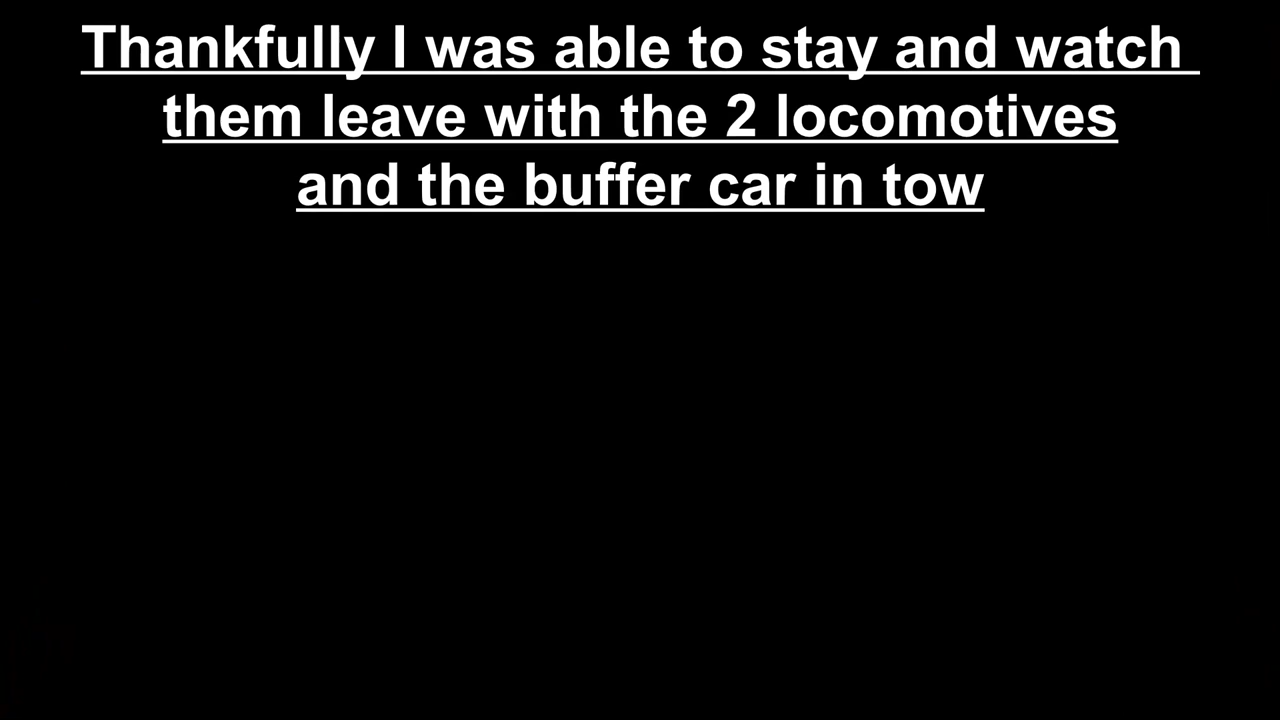 Thankfully I was able to stay and watch
them leave with the 2 locomotives
and the buffer car in tow